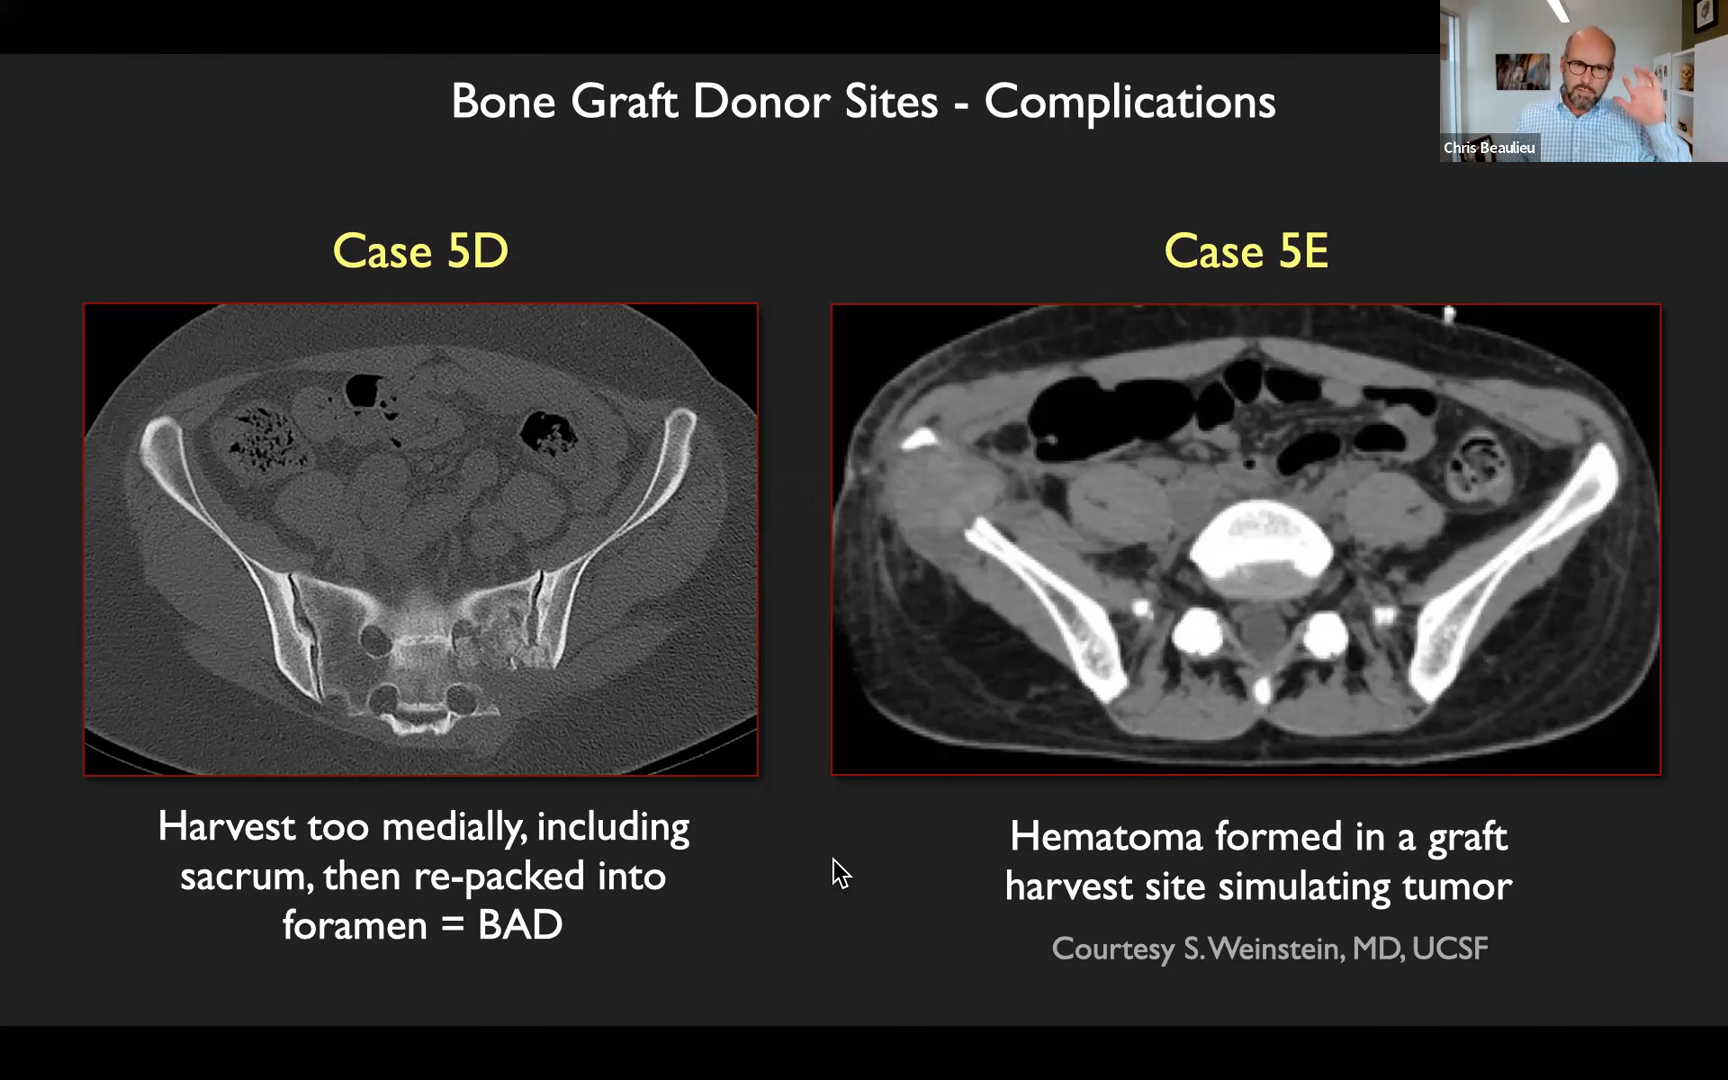 Bone Graft Donor Sites - Complications
Chris Beaulieu
Case 5D
Case 5E
Harvest too medially, including
sacrum, then re-packed into
foramen = BAD
Hematoma formed in a graft
harvest site simulating tumor
Courtesy S. Weinstein, MD, UCSF